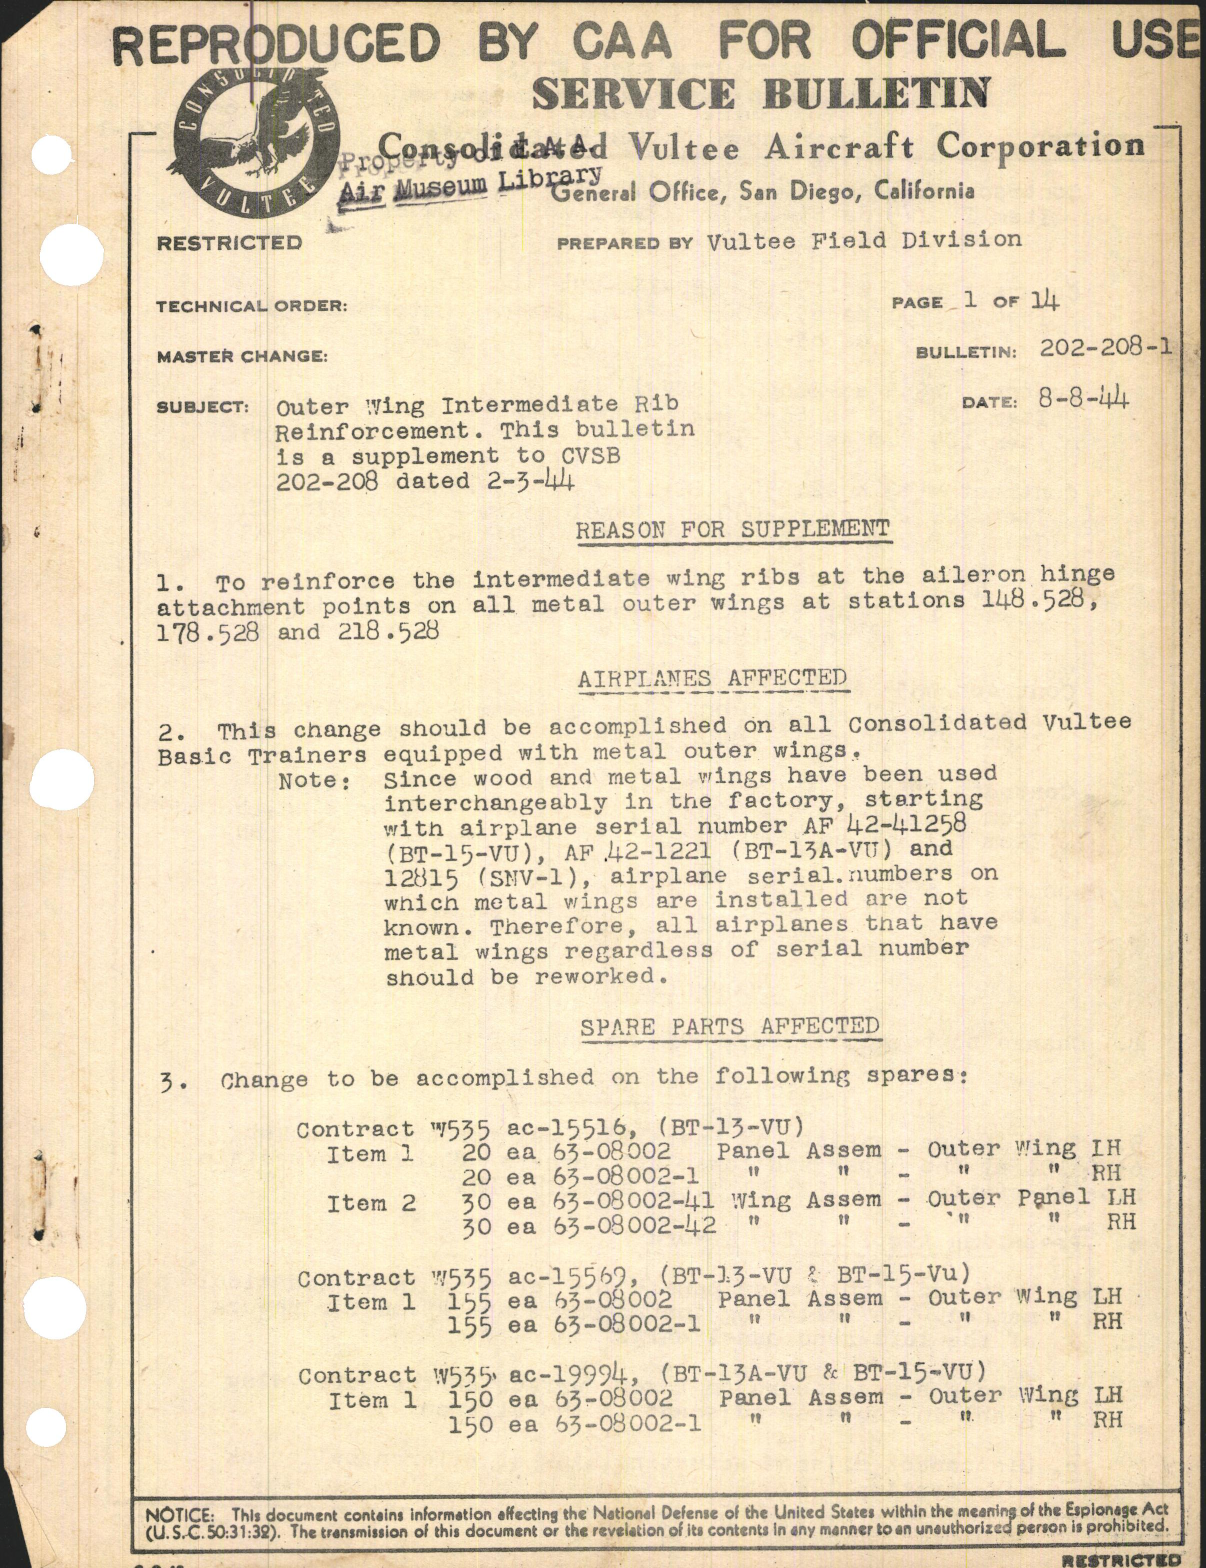 REPRODUCED BY CAA FOR OFFICIAL USE
CONSOLIDATED VULTEE
SERVICE BULLETIN
Consolidated Vultee Aircraft Corporation
Property of E.A.A.
Air Museum Library
General Office, San Diego, California
RESTRICTED PREPARED BY Vultee Field Division
TECHNICAL ORDER: PAGE 1 OF 14
MASTER CHANGE: BULLETIN: 202-208-1
SUBJECT: Outer Wing Intermediate Rib DATE: 8-8-44
Reinforcement. This bulletin
is a supplement to CVSB
202-208 dated 2-3-44
REASON FOR SUPPLEMENT
1. To reinforce the intermediate wing ribs at the aileron hinge
attachment points on all metal outer wings at stations 148.528,
178.528 and 218.528
AIRPLANES AFFECTED
2. This change should be accomplished on all Consolidated Vultee
Basic Trainers equipped with metal outer wings.
Note: Since wood and metal wings have been used
interchangeably in the factory, starting
with airplane serial number AF 42-41258
(BT-15-VU), AF 42-1221 (BT-13A-VU) and
12815 (SNV-1), airplane serial numbers on
which metal wings are installed are not
known. Therefore, all airplanes that have
metal wings regardless of serial number
should be reworked.
SPARE PARTS AFFECTED
3. Change to be accomplished on the following spares:
Contract W535 ac-15516, (BT-13-VU)
Item 1 20 ea 63-08002 Panel Assem - Outer Wing LH
20 ea 63-08002-1 " " - " " RH
Item 2 30 ea 63-08002-41 Wing Assem - Outer Panel LH
30 ea 63-08002-42 " " - " " RH
Contract W535 ac-15569, (BT-13-VU & BT-15-Vu)
Item 1 155 ea 63-08002 Panel Assem - Outer Wing LH
155 ea 63-08002-1 " " - " " RH
Contract W535 ac-19994, (BT-13A-VU & BT-15-VU)
Item 1 150 ea 63-08002 Panel Assem - Outer Wing LH
150 ea 63-08002-1 " " - " " RH
NOTICE: This document contains information affecting the National Defense of the United States within the meaning of the Espionage Act
(U.S.C. 50:31:32). The transmission of this document or the revelation of its contents in any manner to an unauthorized person is prohibited.
RESTRICTED